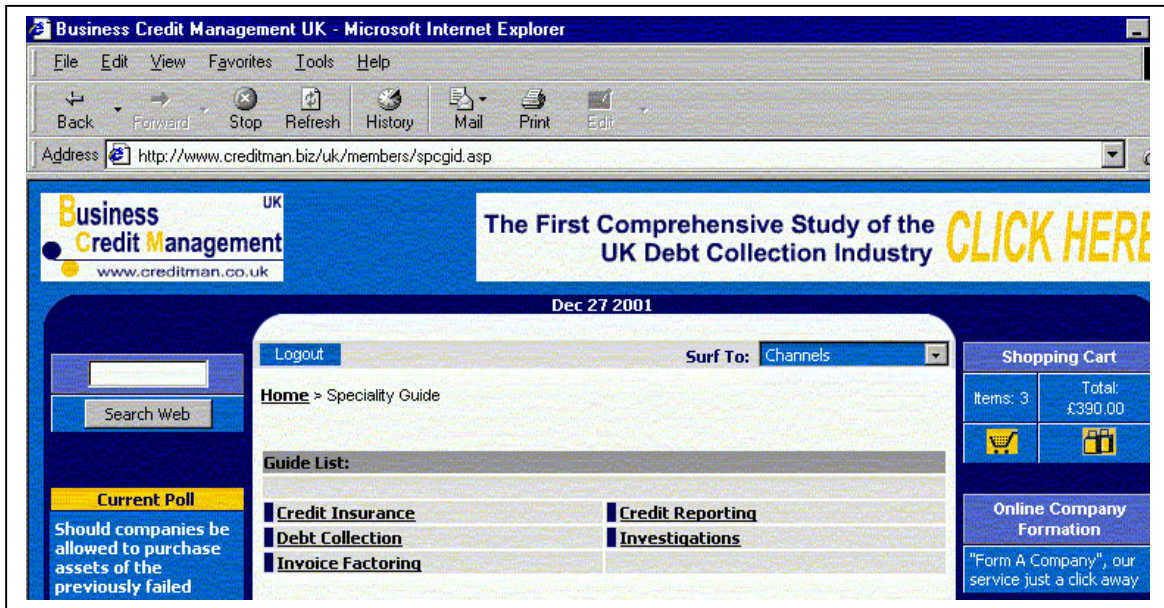 Business Credit Management UK - Microsoft Internet Explorer
File Edit View Favorites Tools Help
Back Forward Stop Refresh History Mail Print Edit
Address http://www.creditman.biz/uk/members/spcgid.asp
Business UK
Credit Management
www.creditman.co.uk
The First Comprehensive Study of the
UK Debt Collection Industry
CLICK HERE
Dec 27 2001
Search Web
Current Poll
Should companies be
allowed to purchase
assets of the
previously failed
Logout
Surf To: Channels
Home > Speciality Guide
Guide List:
Credit Insurance Credit Reporting
Debt Collection Investigations
Invoice Factoring
Shopping Cart
Items: 3
Total:
£390.00
Online Company
Formation
"Form A Company", our
service just a click away